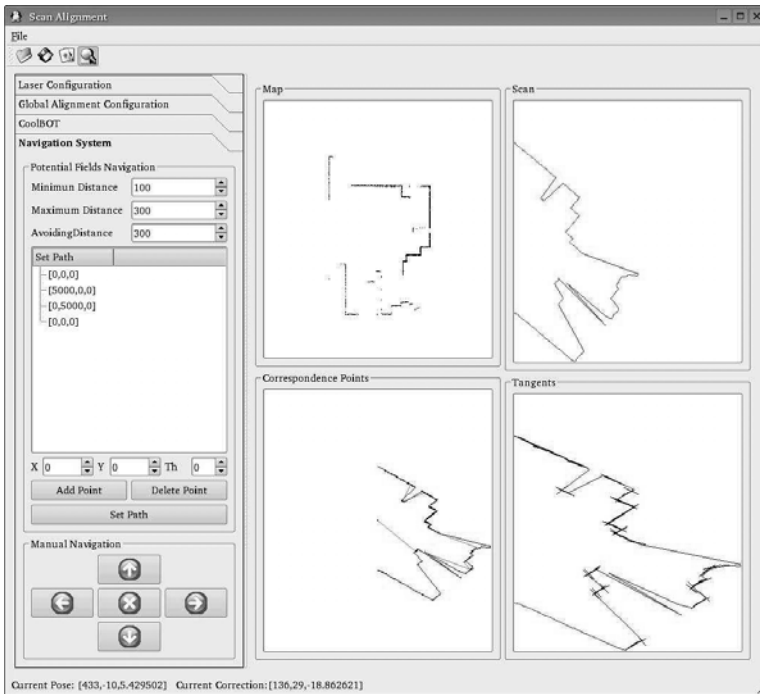 Scan Alignment
File
Laser Configuration
Global Alignment Configuration
CoolBOT
Navigation System
Potential Fields Navigation
Minimun Distance 100
Maximum Distance 300
AvoidingDistance 300
Set Path
[0,0,0]
[5000,0,0]
[0,5000,0]
[0,0,0]
X 0 Y 0 Th 0
Add Point Delete Point
Set Path
Manual Navigation
Map
Scan
Correspondence Points
Tangents
Current Pose: [433,-10,5.429502] Current Correction:[136,29,-18.862621]